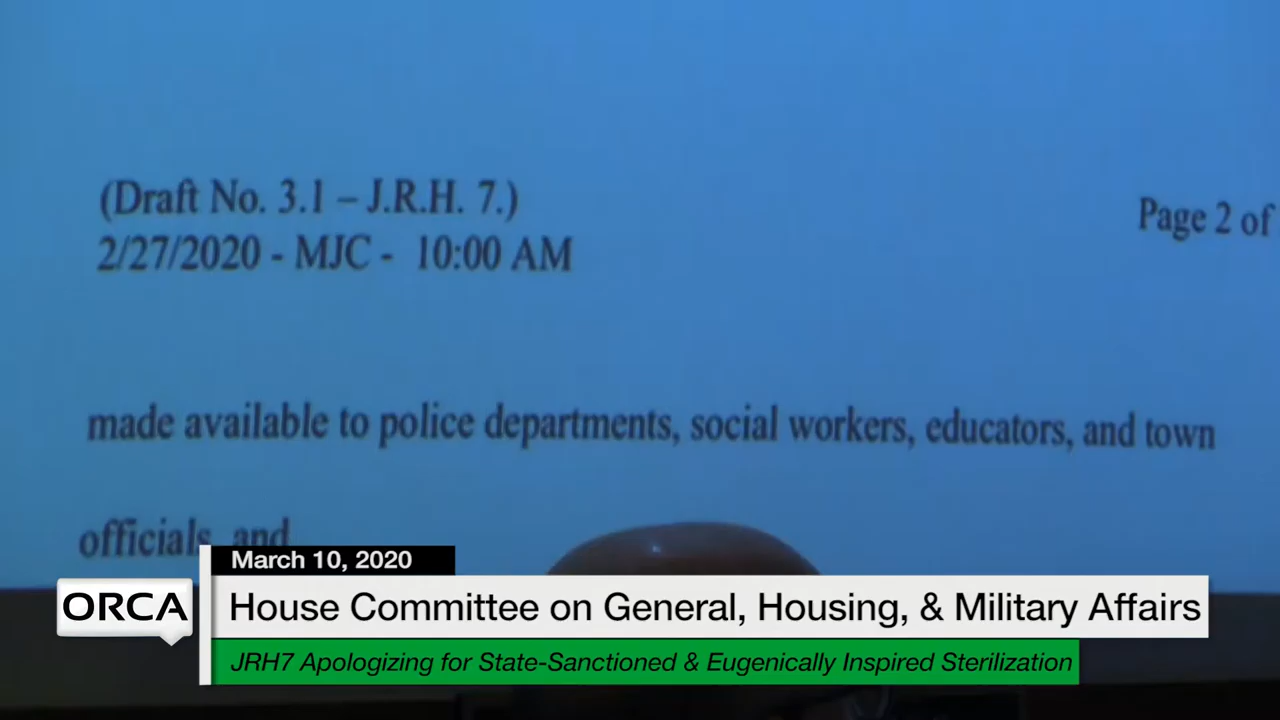 (Draft No. 3.1 – J.R.H. 7.)
2/27/2020 - MJC - 10:00 AM
Page 2 of
made available to police departments, social workers, educators, and town
officials, and
March 10, 2020
ORCA
House Committee on General, Housing, & Military Affairs
JRH7 Apologizing for State-Sanctioned & Eugenically Inspired Sterilization